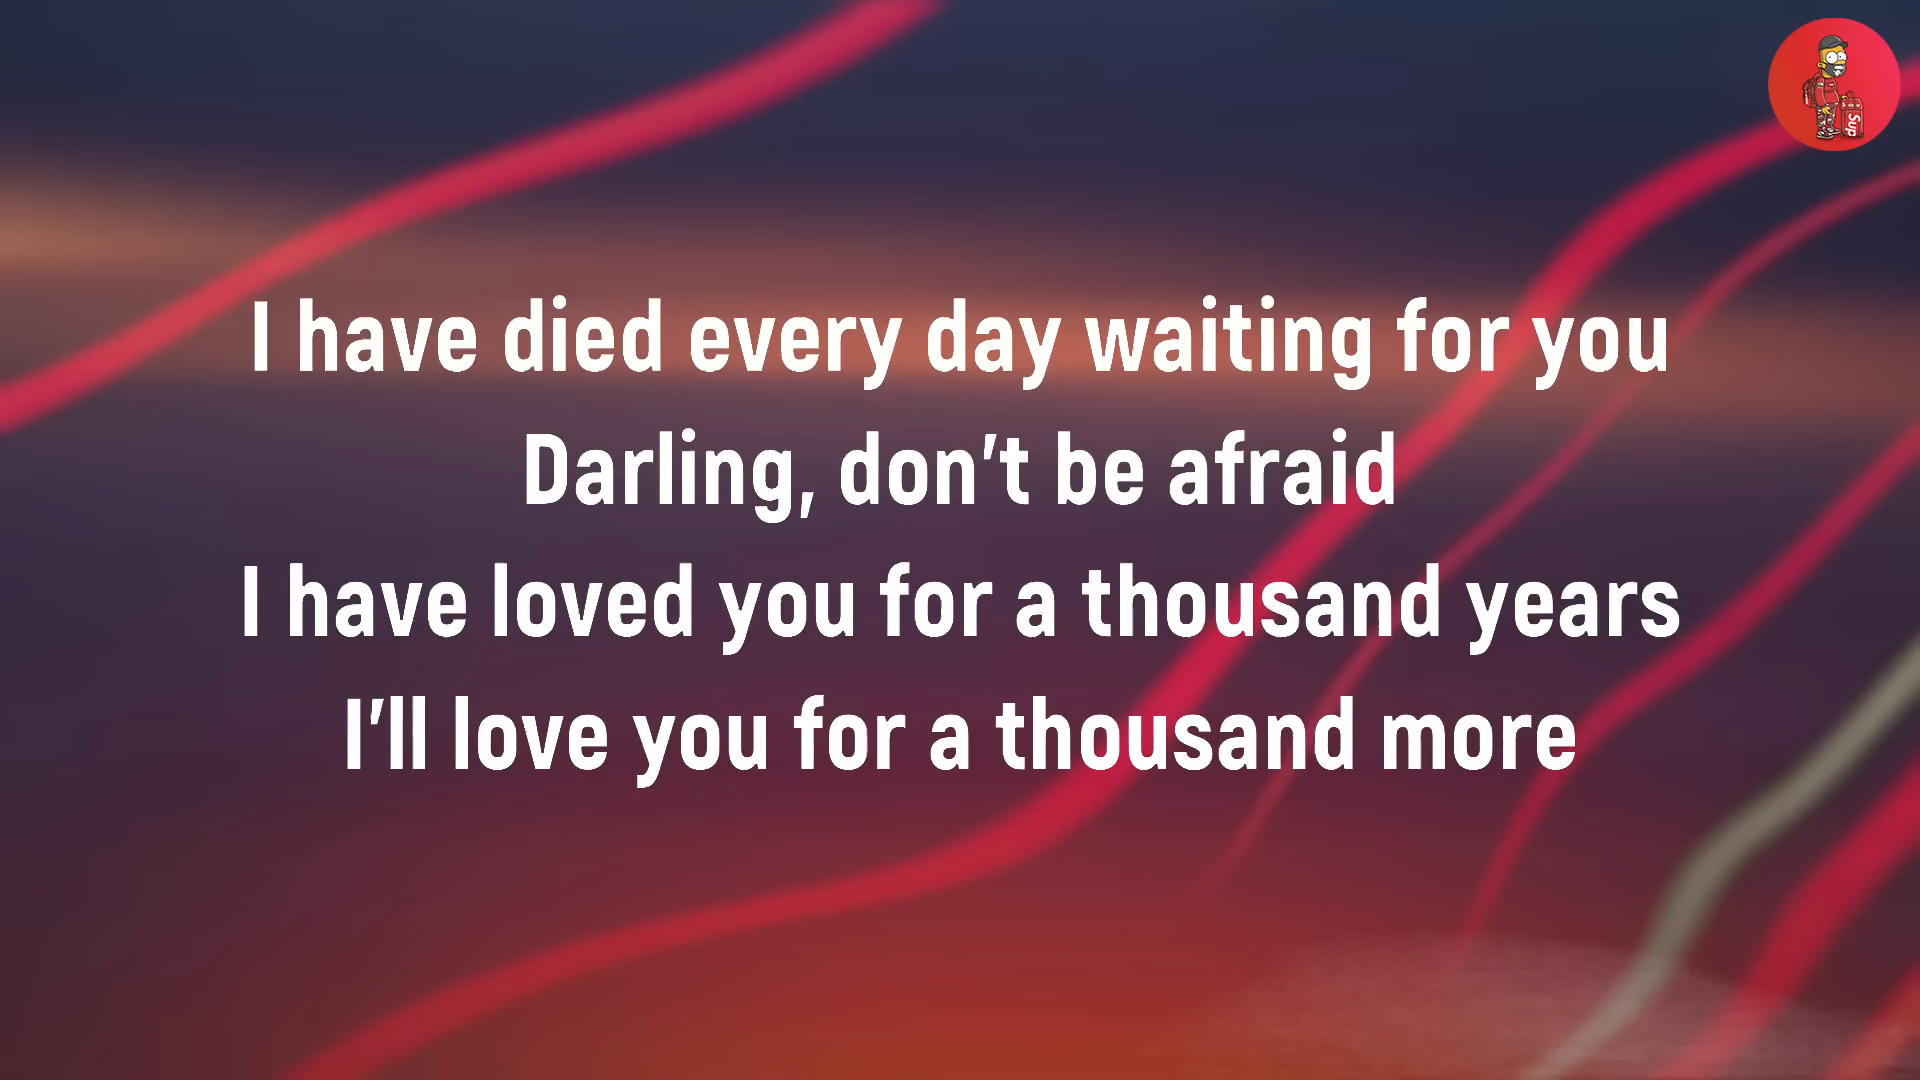 I have died every day waiting for you
Darling, don’t be afraid
I have loved you for a thousand years
I’ll love you for a thousand more
Sup